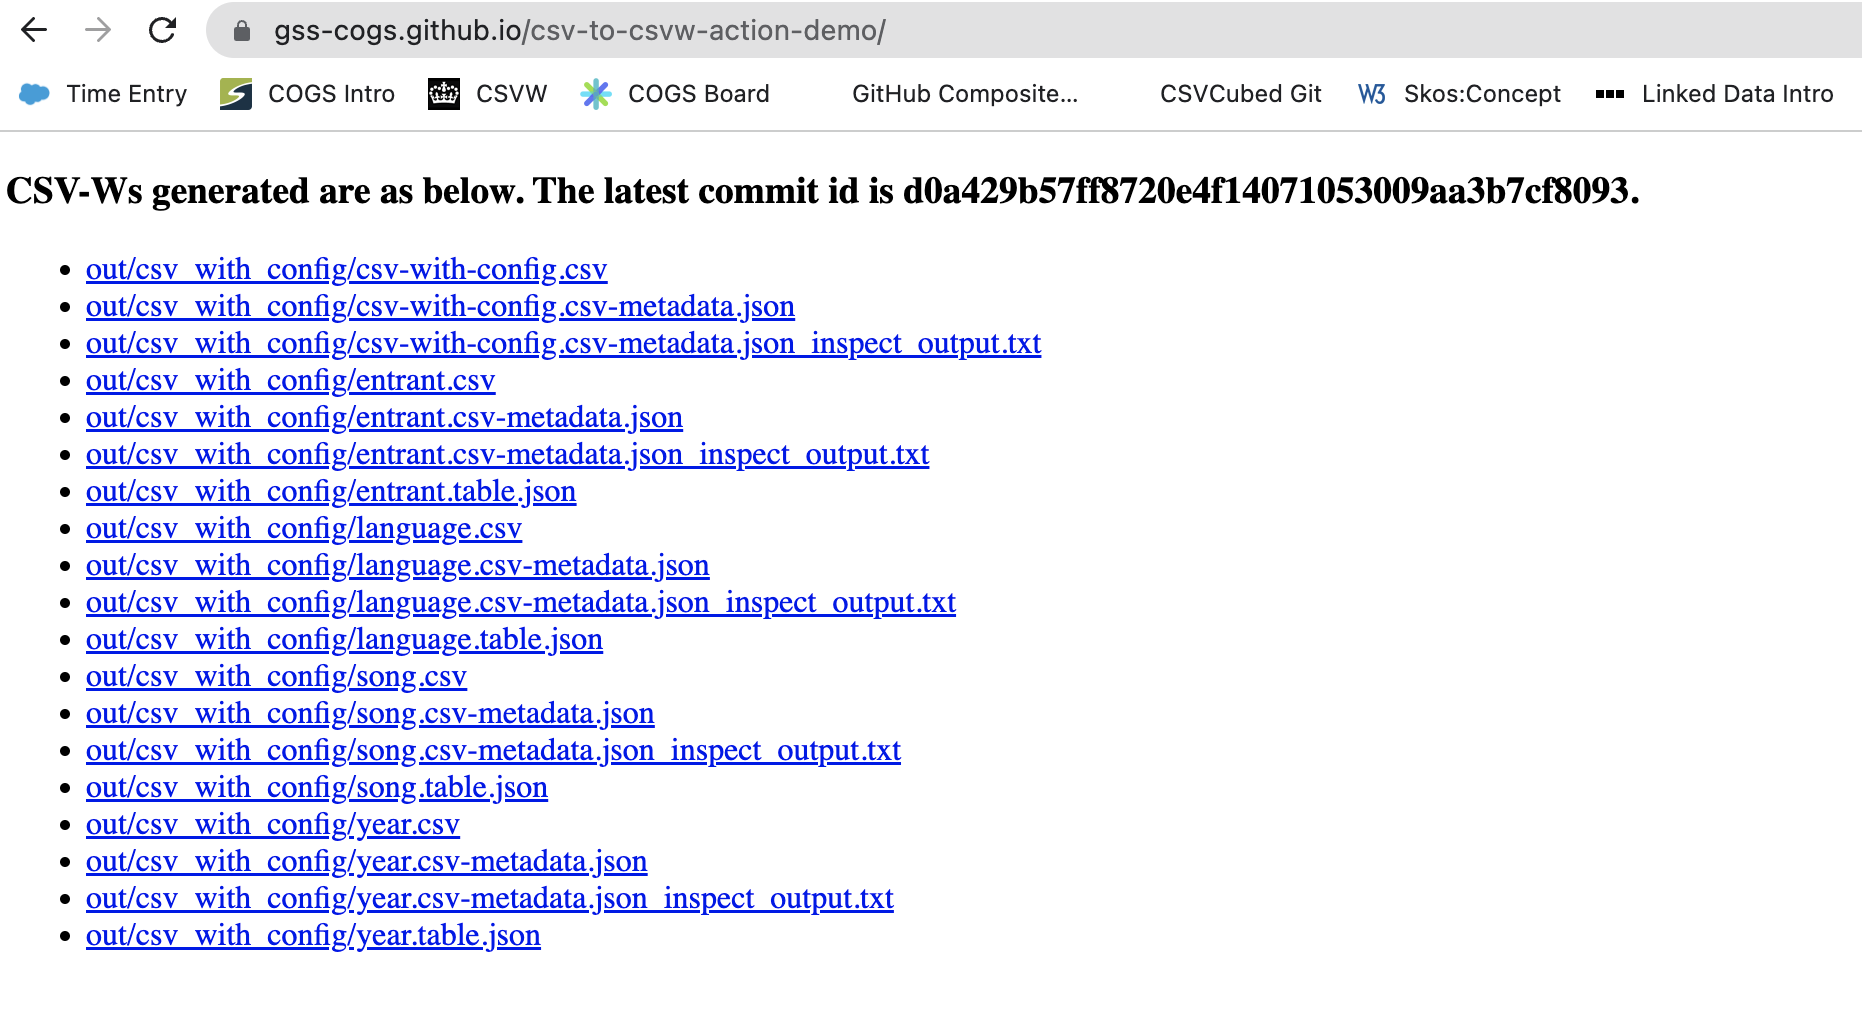 gss-cogs.github.io/csv-to-csvw-action-demo/
Time Entry COGS Intro CSVW COGS Board GitHub Composite... CSVCubed Git W3 Skos:Concept Linked Data Intro
CSV-Ws generated are as below. The latest commit id is d0a429b57ff8720e4f14071053009aa3b7cf8093.
out/csv_with_config/csv-with-config.csv
out/csv_with_config/csv-with-config.csv-metadata.json
out/csv_with_config/csv-with-config.csv-metadata.json_inspect_output.txt
out/csv_with_config/entrant.csv
out/csv_with_config/entrant.csv-metadata.json
out/csv_with_config/entrant.csv-metadata.json_inspect_output.txt
out/csv_with_config/entrant.table.json
out/csv_with_config/language.csv
out/csv_with_config/language.csv-metadata.json
out/csv_with_config/language.csv-metadata.json_inspect_output.txt
out/csv_with_config/language.table.json
out/csv_with_config/song.csv
out/csv_with_config/song.csv-metadata.json
out/csv_with_config/song.csv-metadata.json_inspect_output.txt
out/csv_with_config/song.table.json
out/csv_with_config/year.csv
out/csv_with_config/year.csv-metadata.json
out/csv_with_config/year.csv-metadata.json_inspect_output.txt
out/csv_with_config/year.table.json